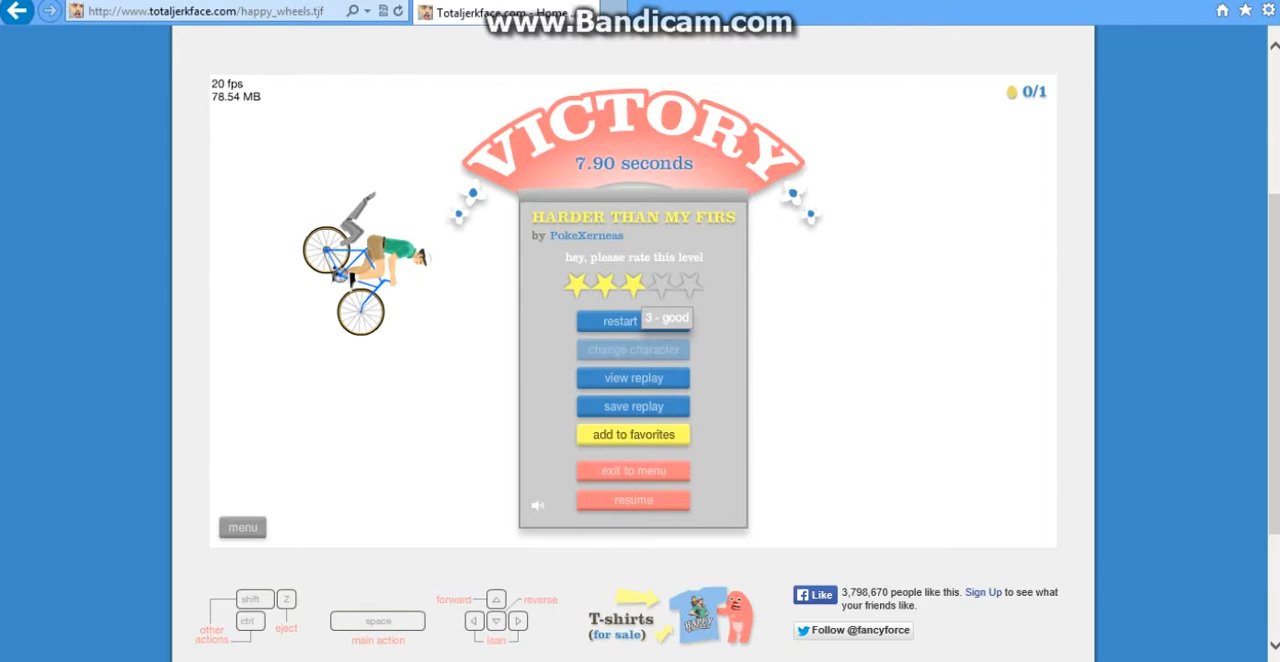 http://www.totaljerkface.com/happy_wheels.tjf
Totaljerkface.com - Home
www.Bandicam.com
20 fps
78.54 MB
0/1
VICTORY
7.90 seconds
HARDER THAN MY FIRS
by PokeXerneas
hey, please rate this level
restart
3 - good
change character
view replay
save replay
add to favorites
exit to menu
resume
menu
shift
Z
ctrl
other actions
eject
space
main action
forward
reverse
lean
T-shirts
(for sale)
HAPPY
Like
3,798,670 people like this. Sign Up to see what
your friends like.
Follow @fancyforce